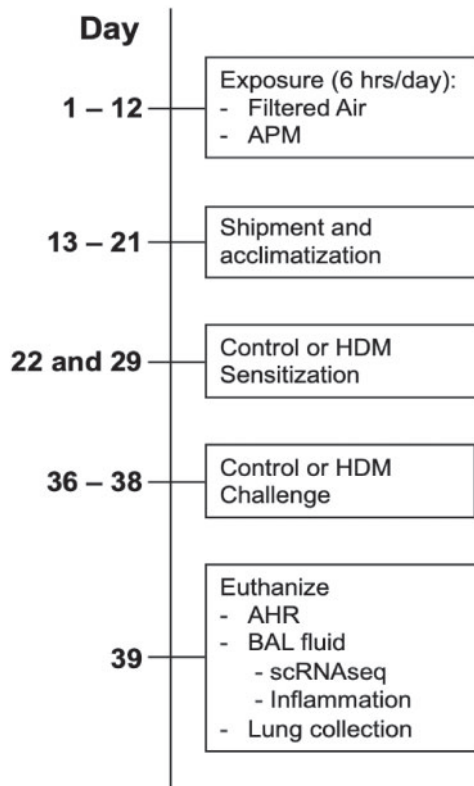 Day
1 – 12
Exposure (6 hrs/day):
- Filtered Air
- APM
13 – 21
Shipment and
acclimatization
22 and 29
Control or HDM
Sensitization
36 – 38
Control or HDM
Challenge
39
Euthanize
- AHR
- BAL fluid
- scRNAseq
- Inflammation
- Lung collection